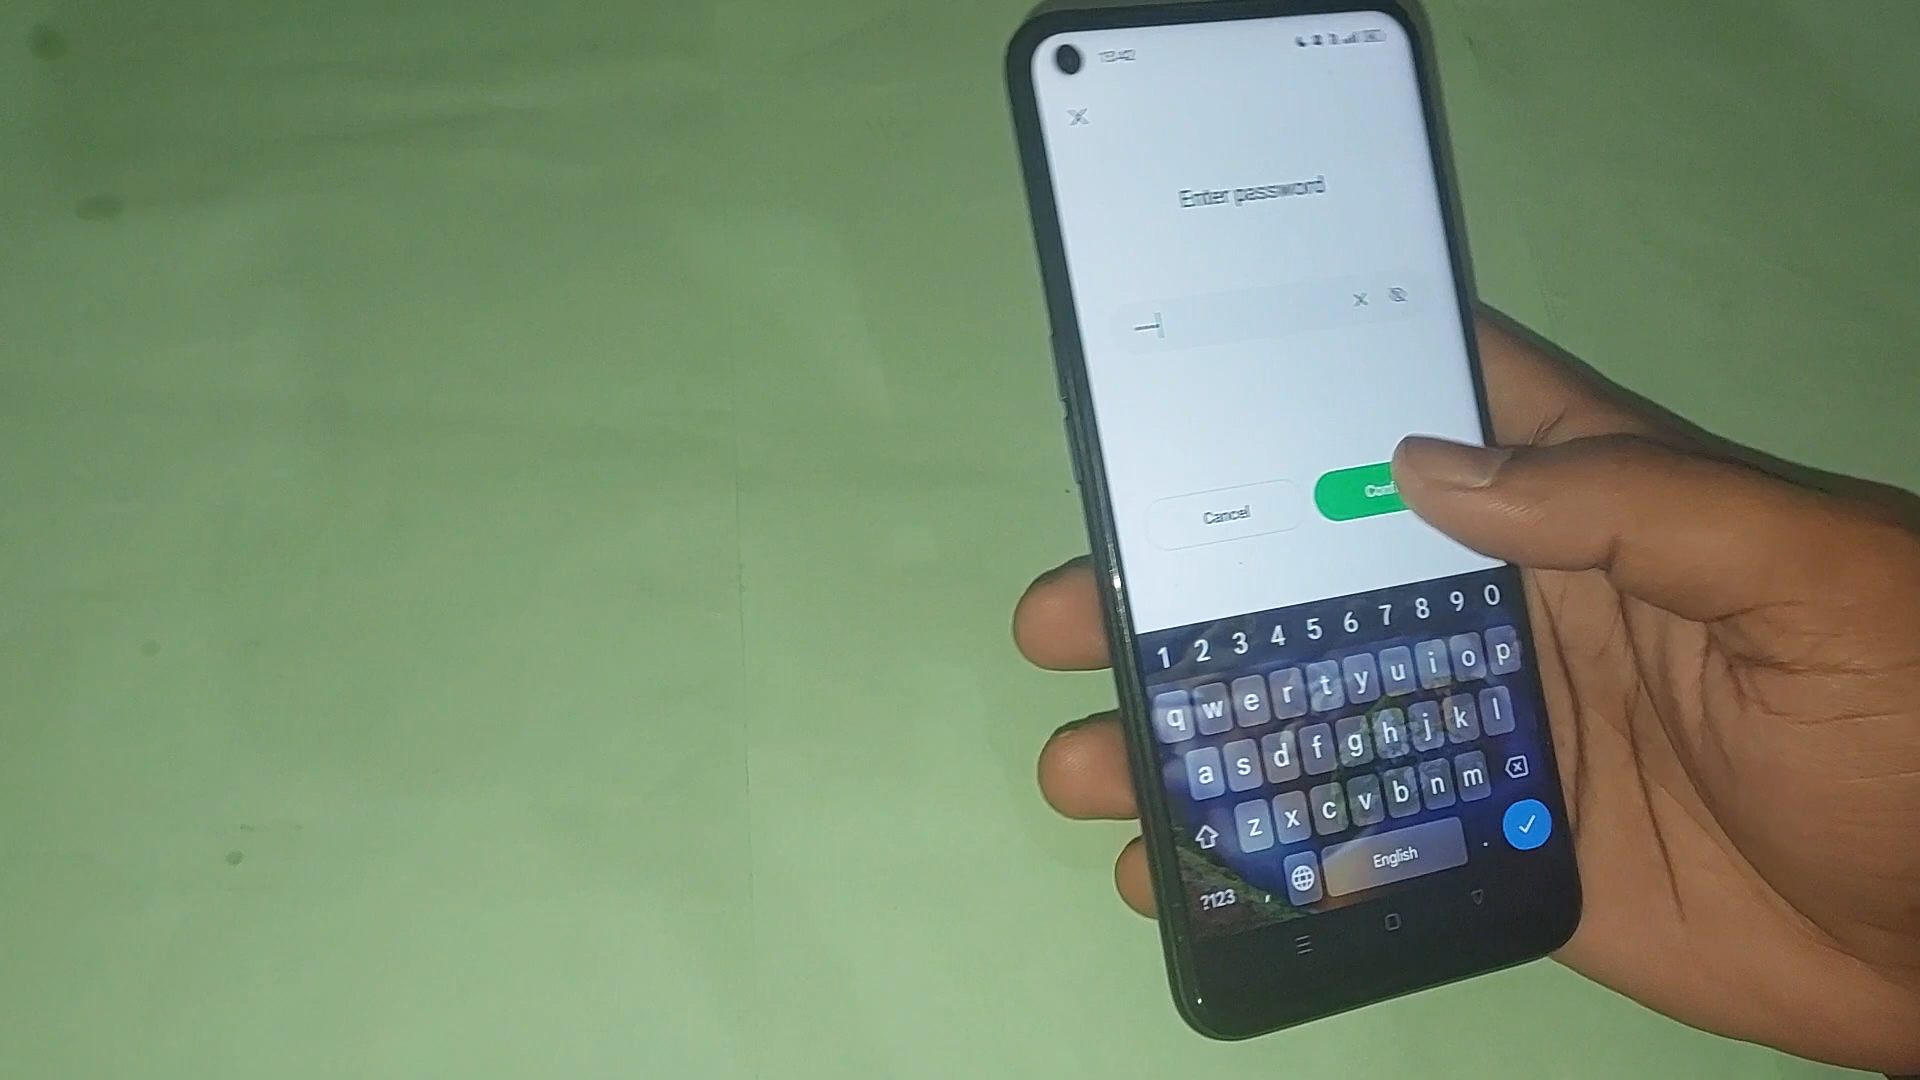 Enter password
Cancel
1 2 3 4 5 6 7 8 9 0
q w e r t y u i o p
a s d f g h j k l
z x c v b n m
?123 , English .